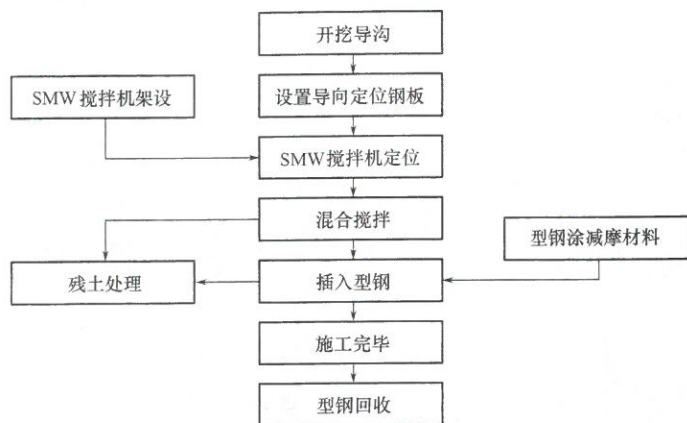 开挖导沟
SMW搅拌机架设
设置导向定位钢板
SMW搅拌机定位
混合搅拌
型钢涂减摩材料
残土处理
插入型钢
施工完毕
型钢回收